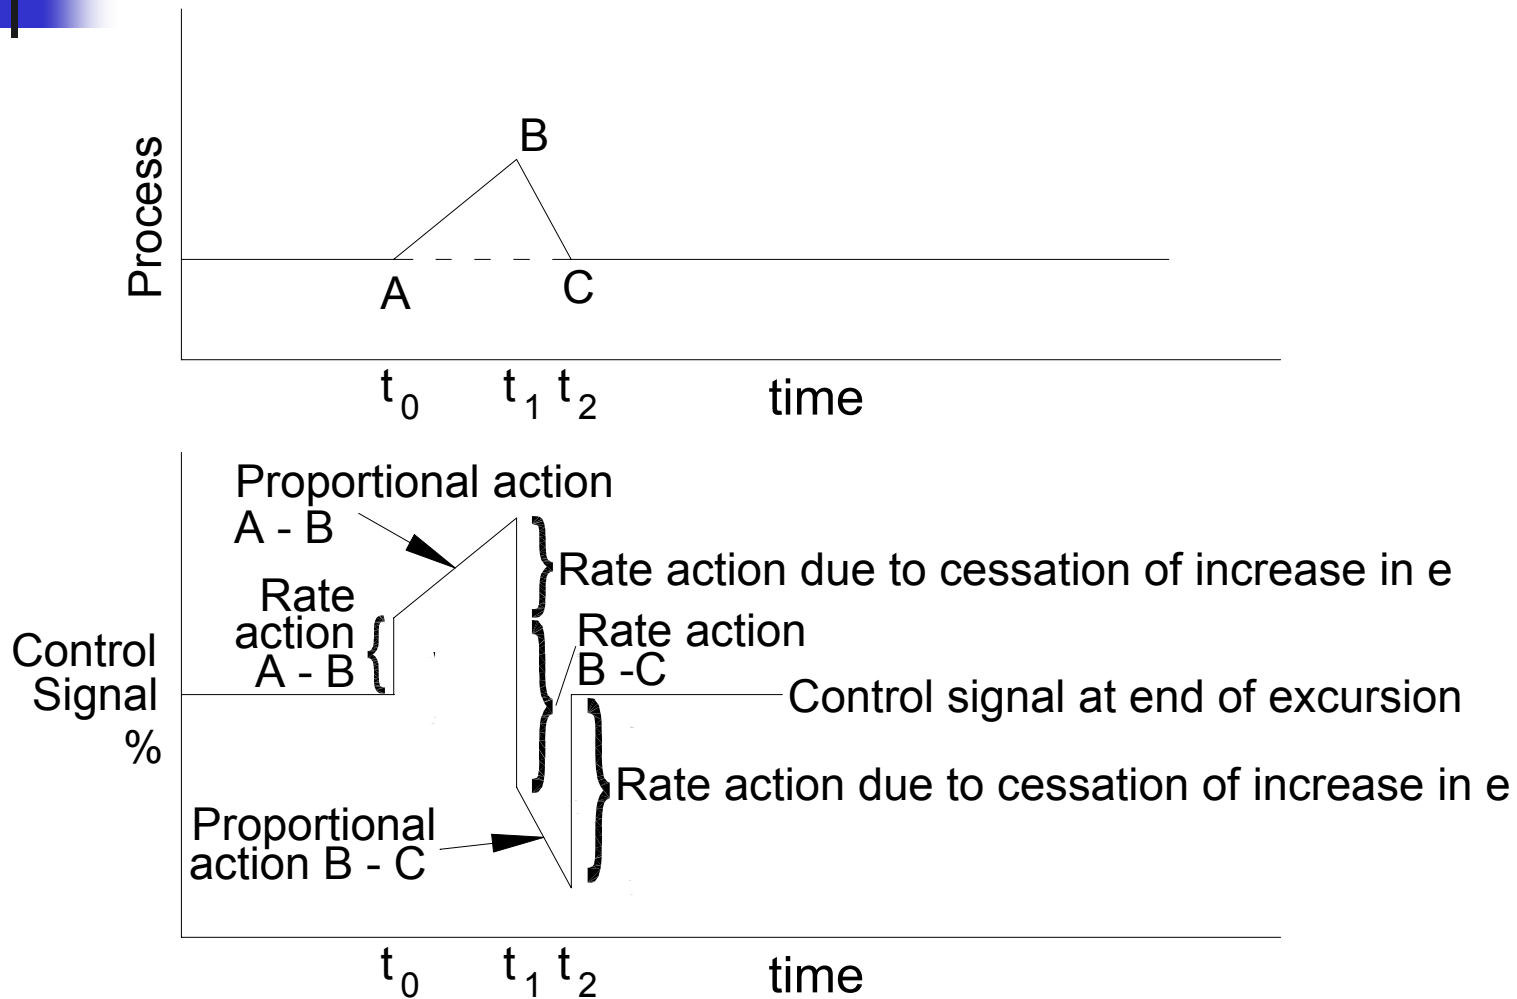 Process
B
A
C
t0
t1
t2
time
Proportional action
A - B
Rate action due to cessation of increase in e
Rate
action
A - B
Rate action
B -C
Control
Signal
%
Control signal at end of excursion
Rate action due to cessation of increase in e
Proportional
action B - C
t0
t1
t2
time